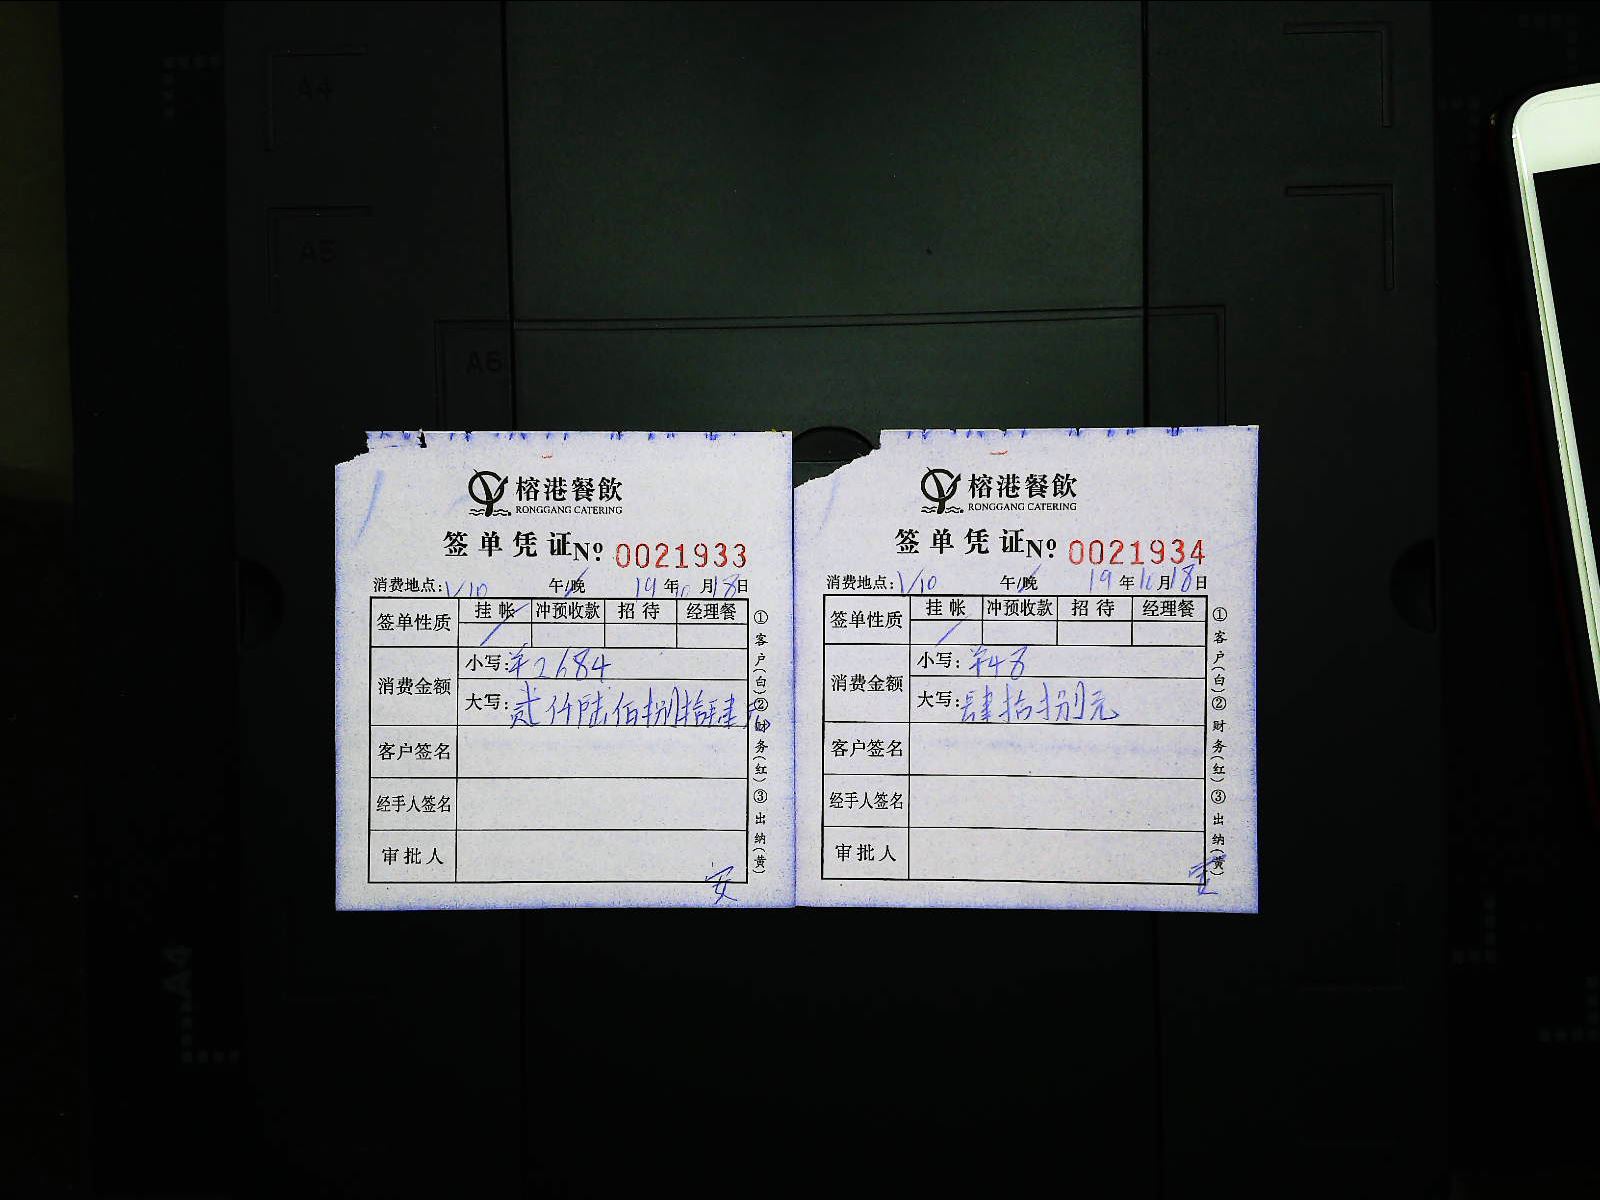 A4
A5
A6
榕港餐飲
RONGGANG CATERING
签单凭证 Nº 0021933
消费地点: V10 午/晚 19年10月18日
签单性质 挂帐 冲预收款 招待 经理餐
消费金额
小写:¥2684
大写:贰仟陆佰捌拾肆元
客户签名
经手人签名
审批人
安
①客户(白)②财务(红)③出纳(黄)
榕港餐飲
RONGGANG CATERING
签单凭证 Nº 0021934
消费地点: V10 午/晚 19年10月18日
签单性质 挂帐 冲预收款 招待 经理餐
消费金额
小写:¥48
大写:肆拾捌元
客户签名
经手人签名
审批人
①客户(白)②财务(红)③出纳(黄)
A4